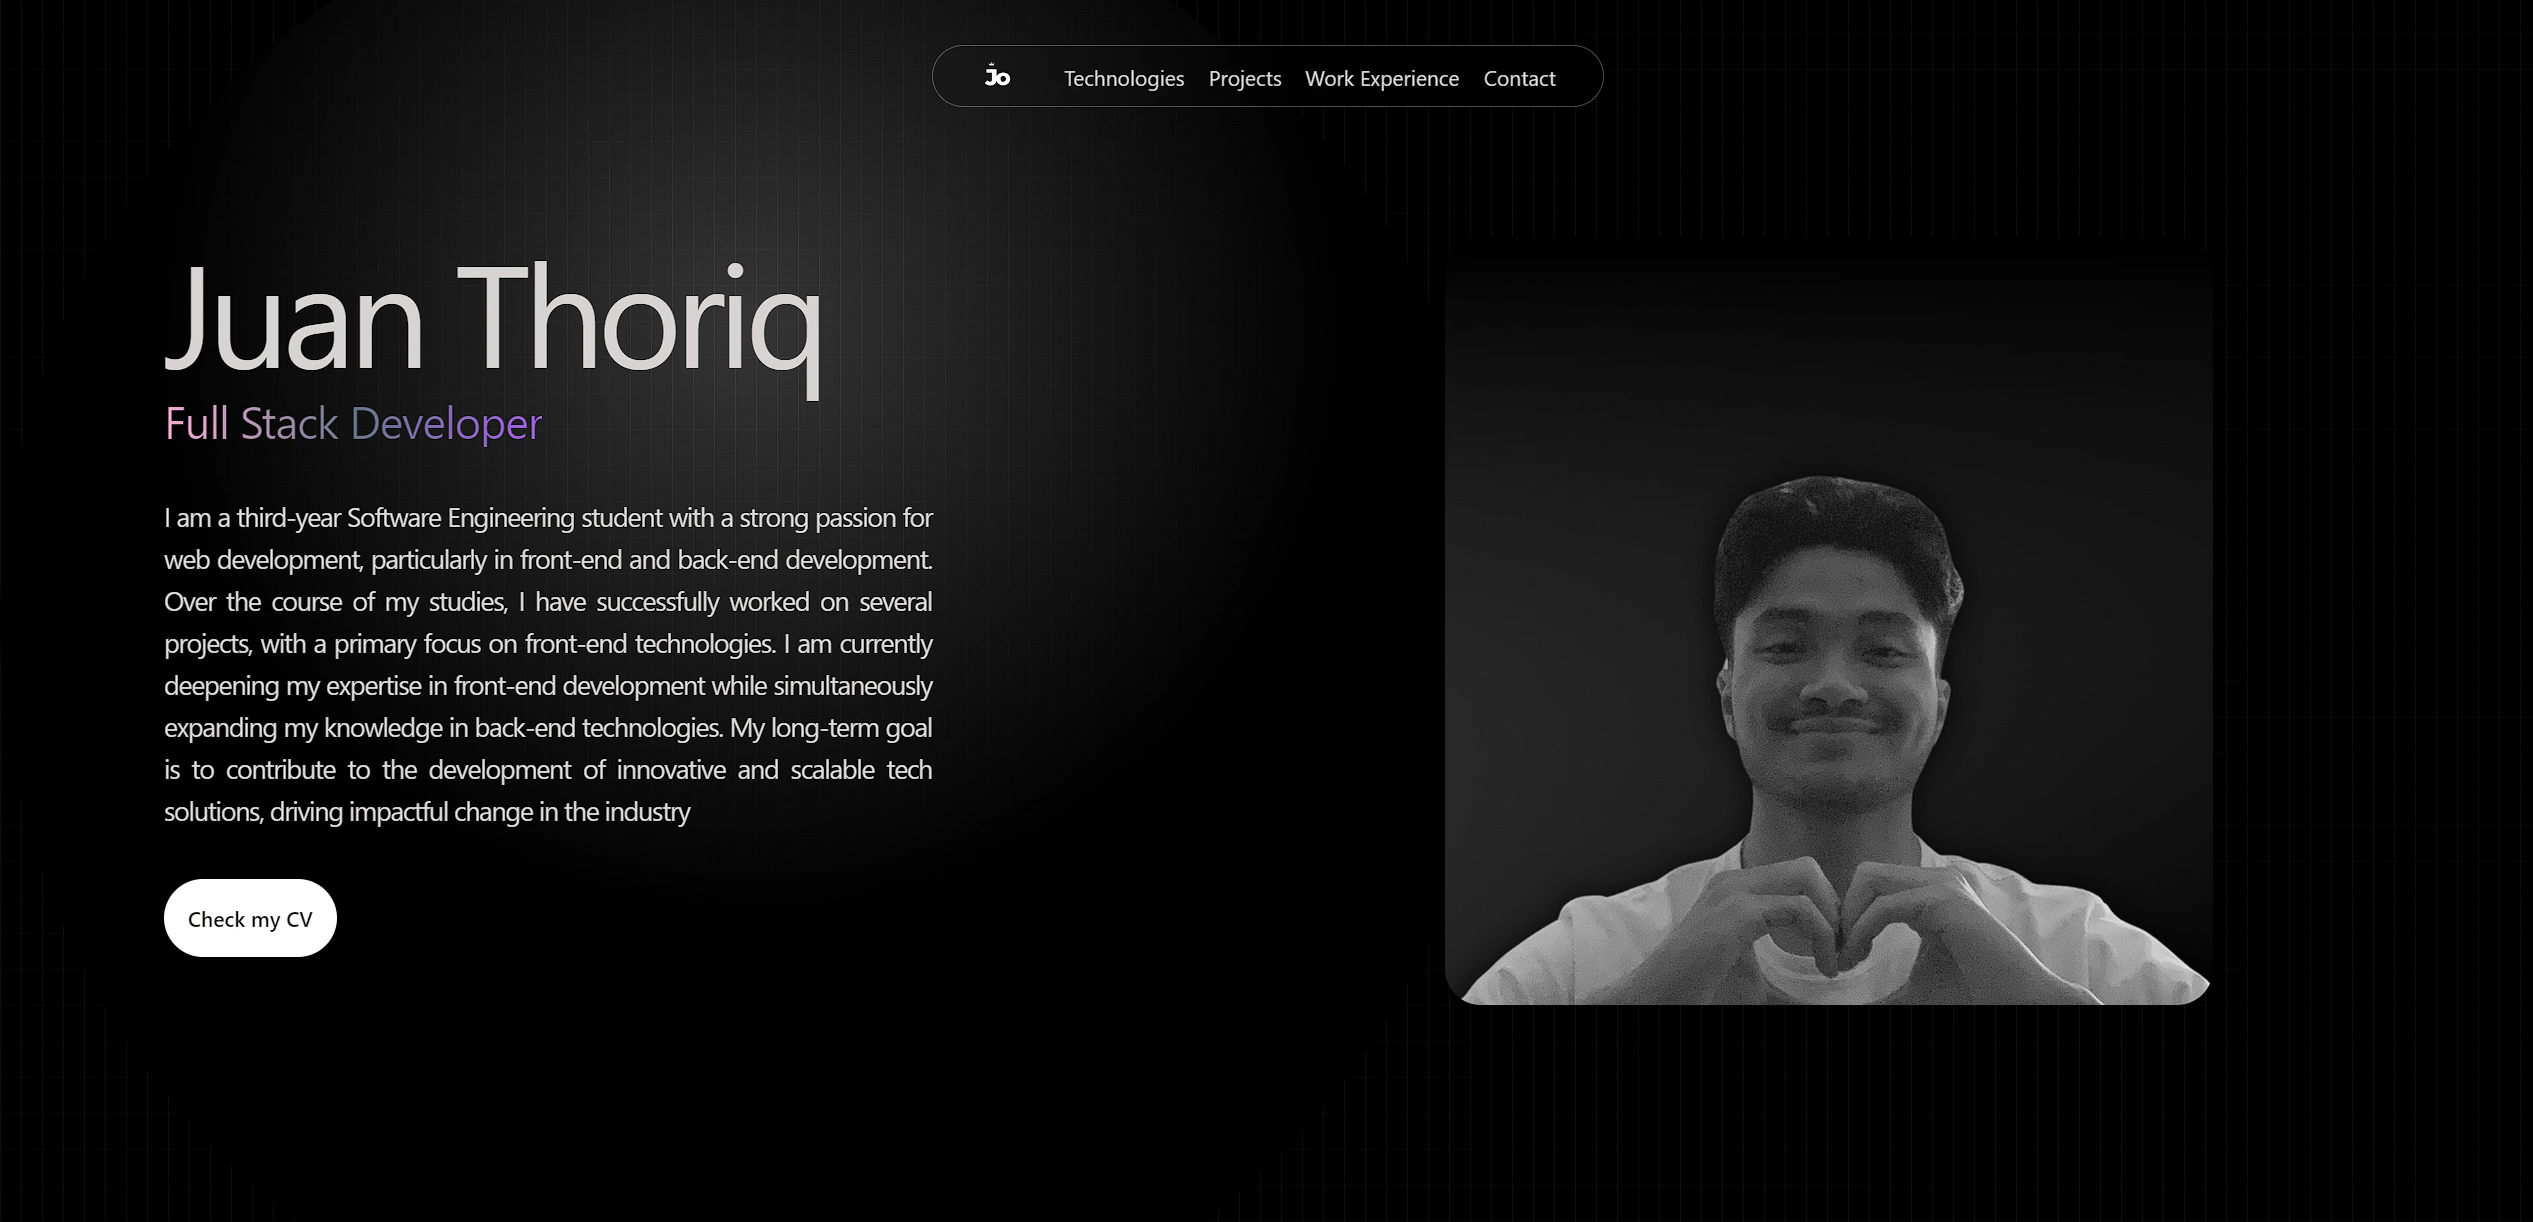 Jo
Technologies Projects Work Experience Contact
Juan Thoriq
Full Stack Developer
I am a third-year Software Engineering student with a strong passion for
web development, particularly in front-end and back-end development.
Over the course of my studies, I have successfully worked on several
projects, with a primary focus on front-end technologies. I am currently
deepening my expertise in front-end development while simultaneously
expanding my knowledge in back-end technologies. My long-term goal
is to contribute to the development of innovative and scalable tech
solutions, driving impactful change in the industry
Check my CV